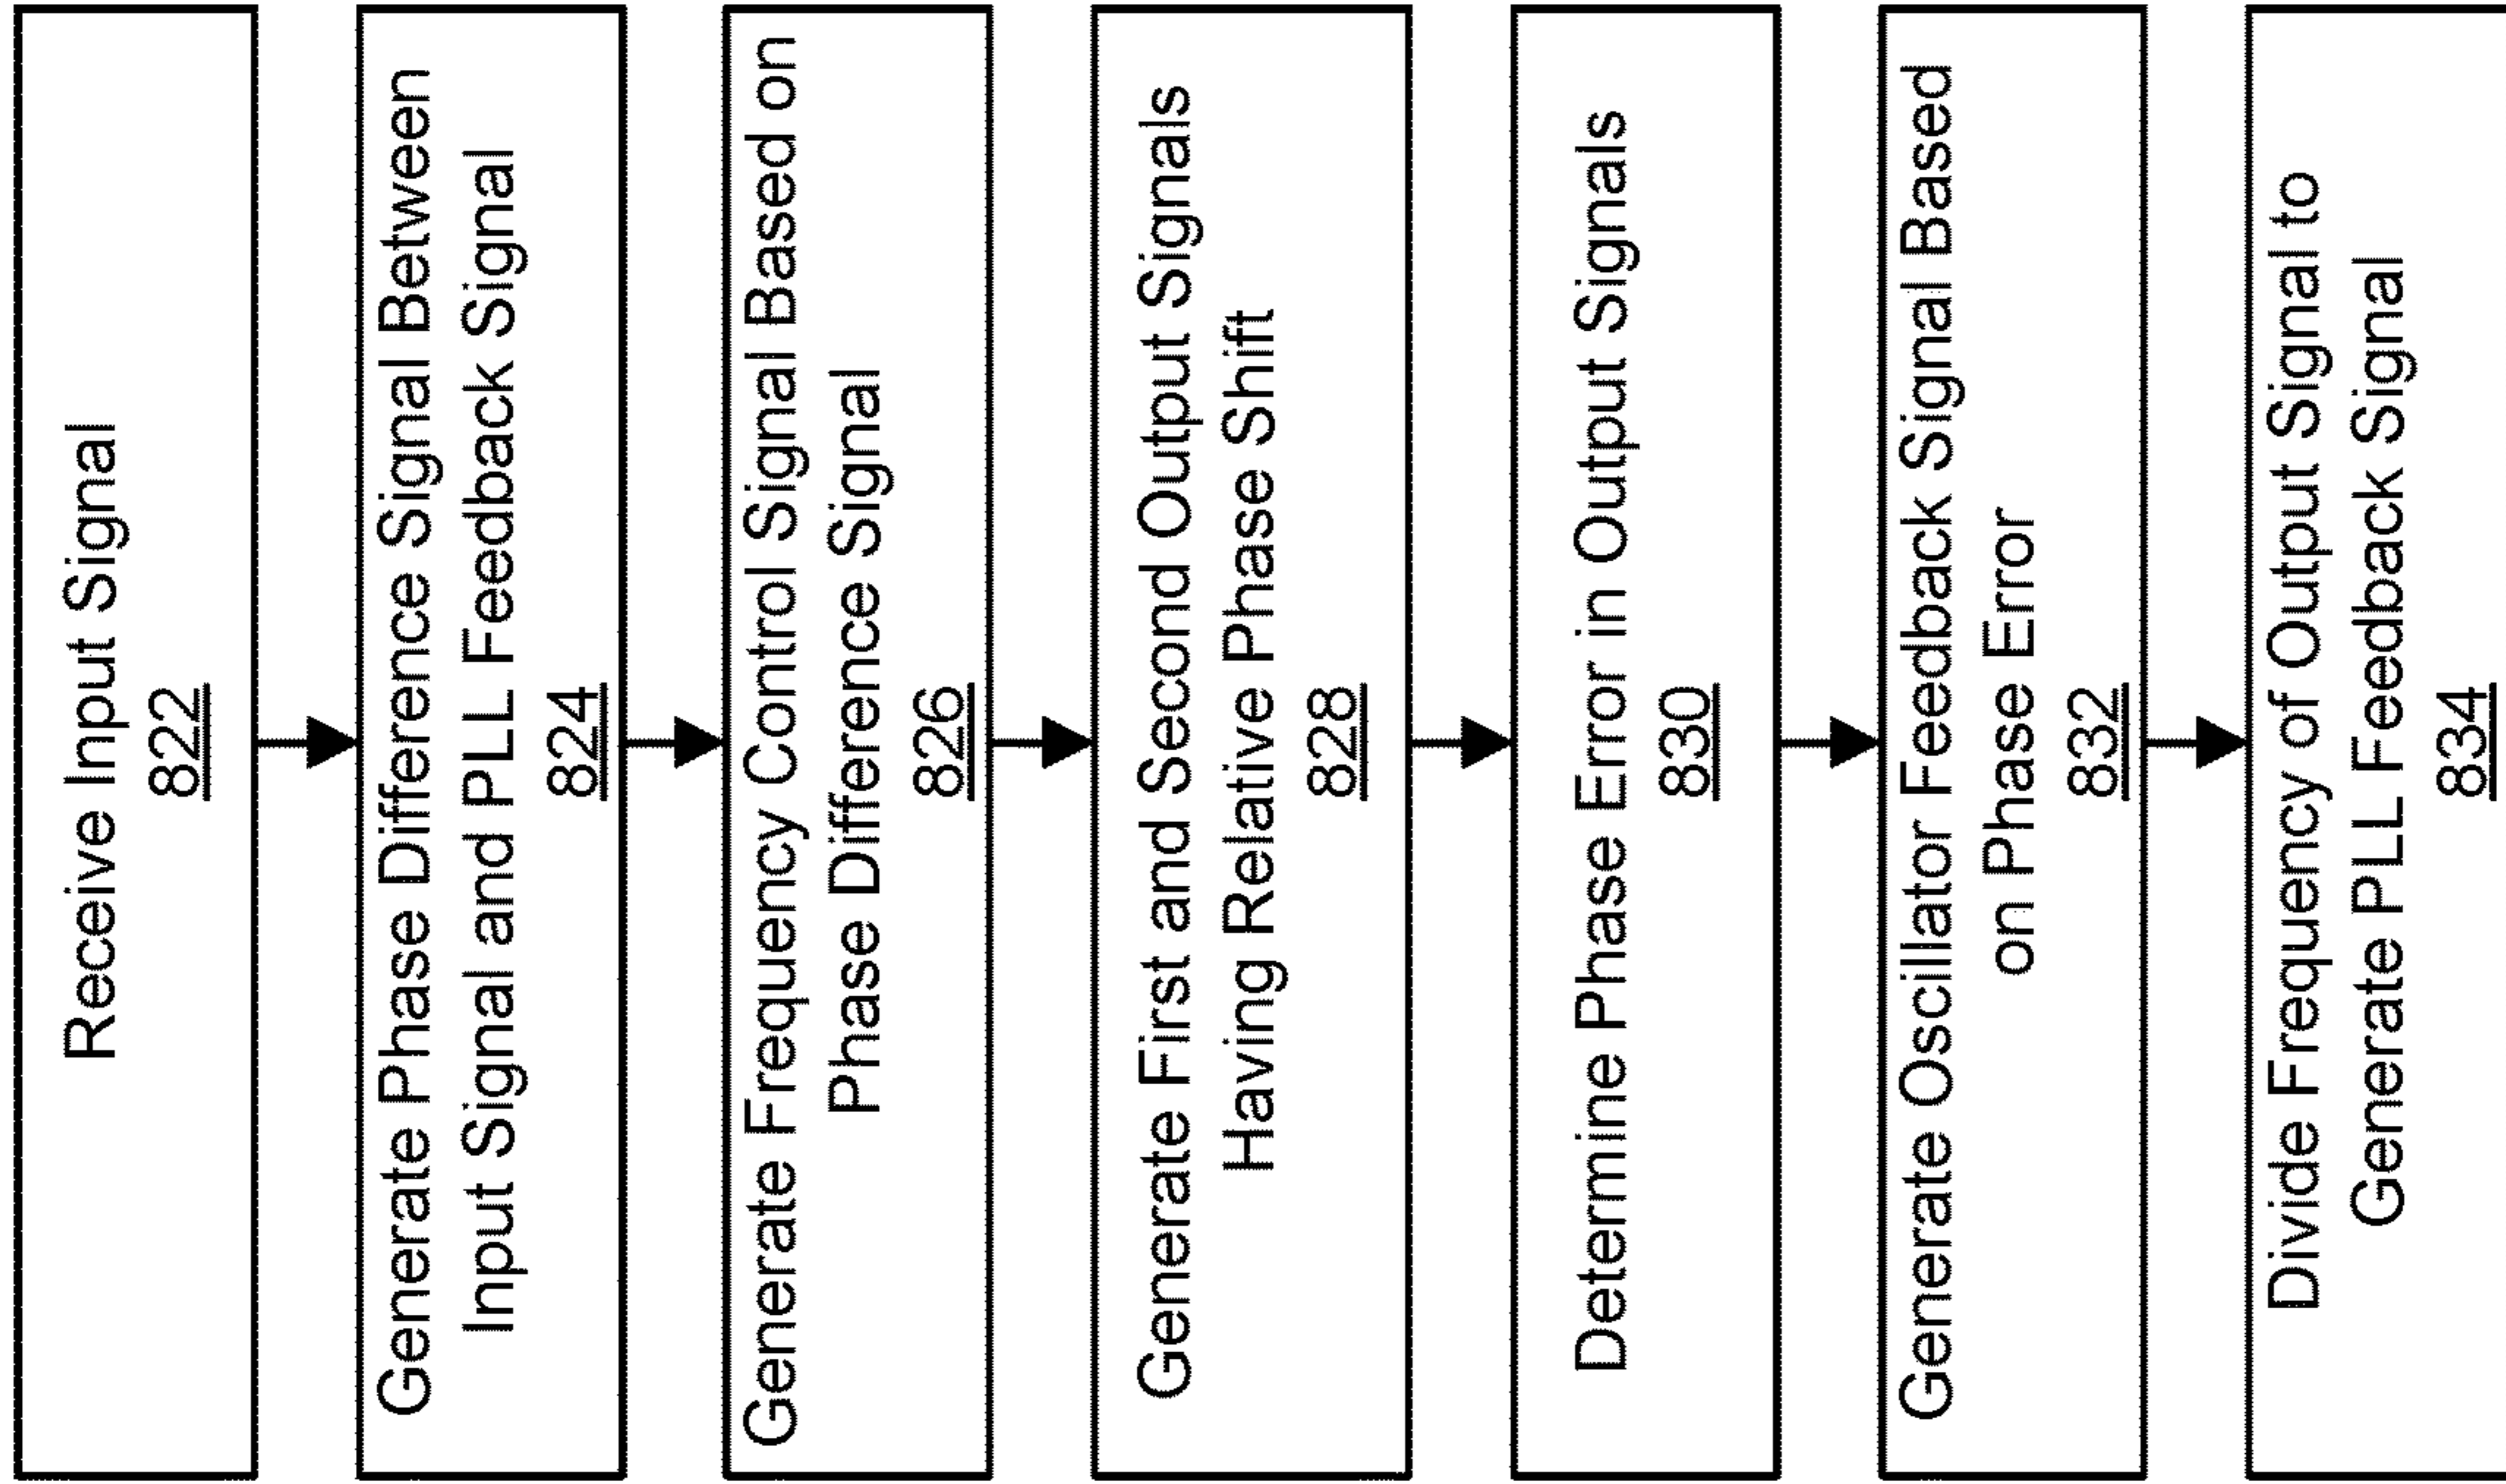 Receive Input Signal
822
Generate Phase Difference Signal Between
Input Signal and PLL Feedback Signal
824
Generate Frequency Control Signal Based on
Phase Difference Signal
826
Generate First and Second Output Signals
Having Relative Phase Shift
828
Determine Phase Error in Output Signals
830
Generate Oscillator Feedback Signal Based
on Phase Error
832
Divide Frequency of Output Signal to
Generate PLL Feedback Signal
834